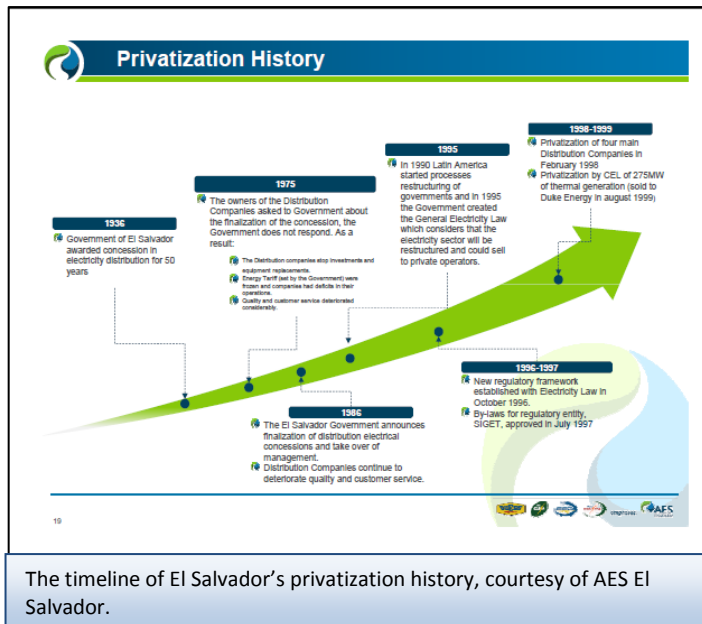 Privatization History
1936
Government of El Salvador
awarded concession in
electricity distribution for 50
years
1975
The owners of the Distribution
Companies asked to Government about
the finalization of the concession, the
Government does not respond. As a
result:
The Distribution companies stop investments and
equipment replacements.
Energy Tariff (set by the Government) were
frozen and companies had deficits in their
operations.
Quality and customer service deteriorated
considerably.
1995
In 1990 Latin America
started processes
restructuring of
governments and in 1995
the Government created
the General Electricity Law
which considers that the
electricity sector will be
restructured and could sell
to private operators.
1998-1999
Privatization of four main
Distribution Companies in
February 1998
Privatization by CEL of 275MW
of thermal generation (sold to
Duke Energy in august 1999)
1986
The El Salvador Government announces
finalization of distribution electrical
concessions and take over of
management.
Distribution Companies continue to
deteriorate quality and customer service.
1996-1997
New regulatory framework
established with Electricity Law in
October 1996.
By-laws for regulatory entity,
SIGET, approved in July 1997
19
AES
The timeline of El Salvador’s privatization history, courtesy of AES El
Salvador.